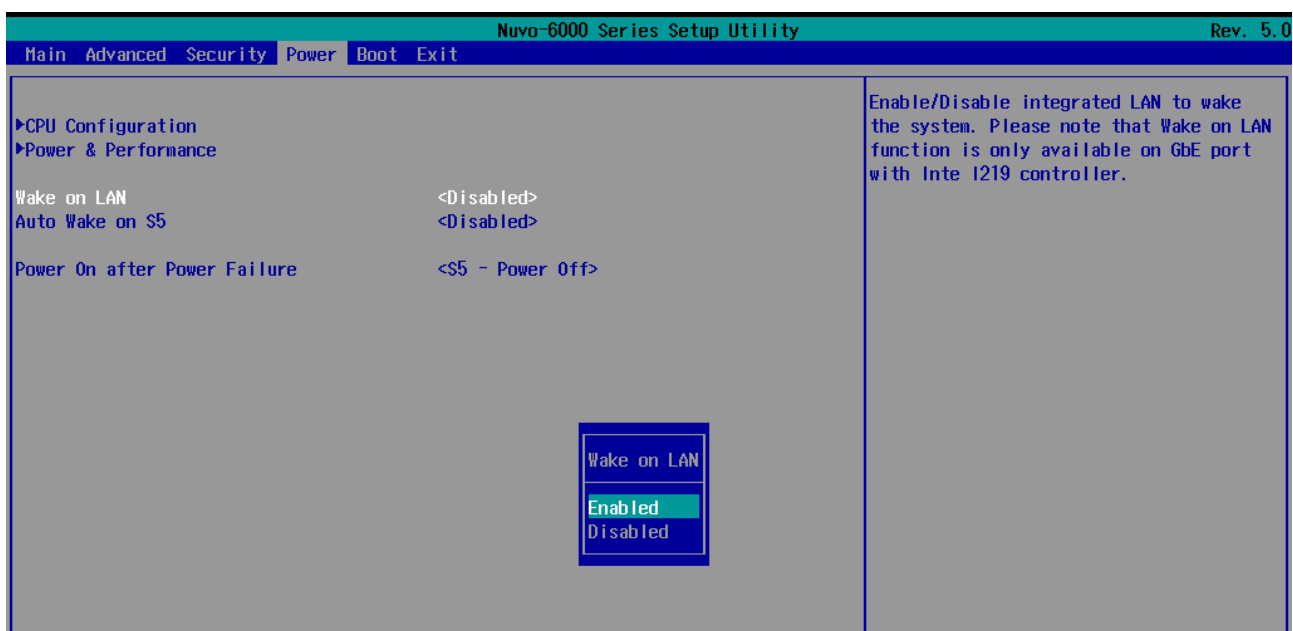 Nuvo-6000 Series Setup Utility Rev. 5.0
Main Advanced Security Power Boot Exit
▶CPU Configuration
▶Power & Performance
Wake on LAN <Disabled>
Auto Wake on S5 <Disabled>
Power On after Power Failure <S5 - Power Off>
Enable/Disable integrated LAN to wake
the system. Please note that Wake on LAN
function is only available on GbE port
with Inte I219 controller.
Wake on LAN
Enabled
Disabled